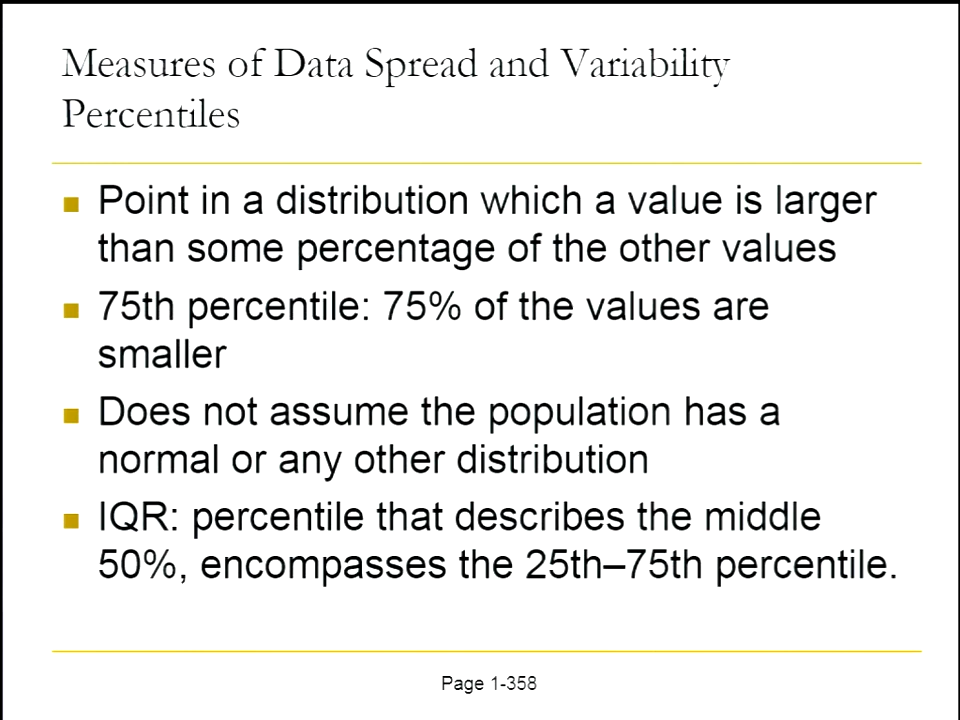 Measures of Data Spread and Variability
Percentiles
Point in a distribution which a value is larger
than some percentage of the other values
75th percentile: 75% of the values are
smaller
Does not assume the population has a
normal or any other distribution
IQR: percentile that describes the middle
50%, encompasses the 25th–75th percentile.
Page 1-358